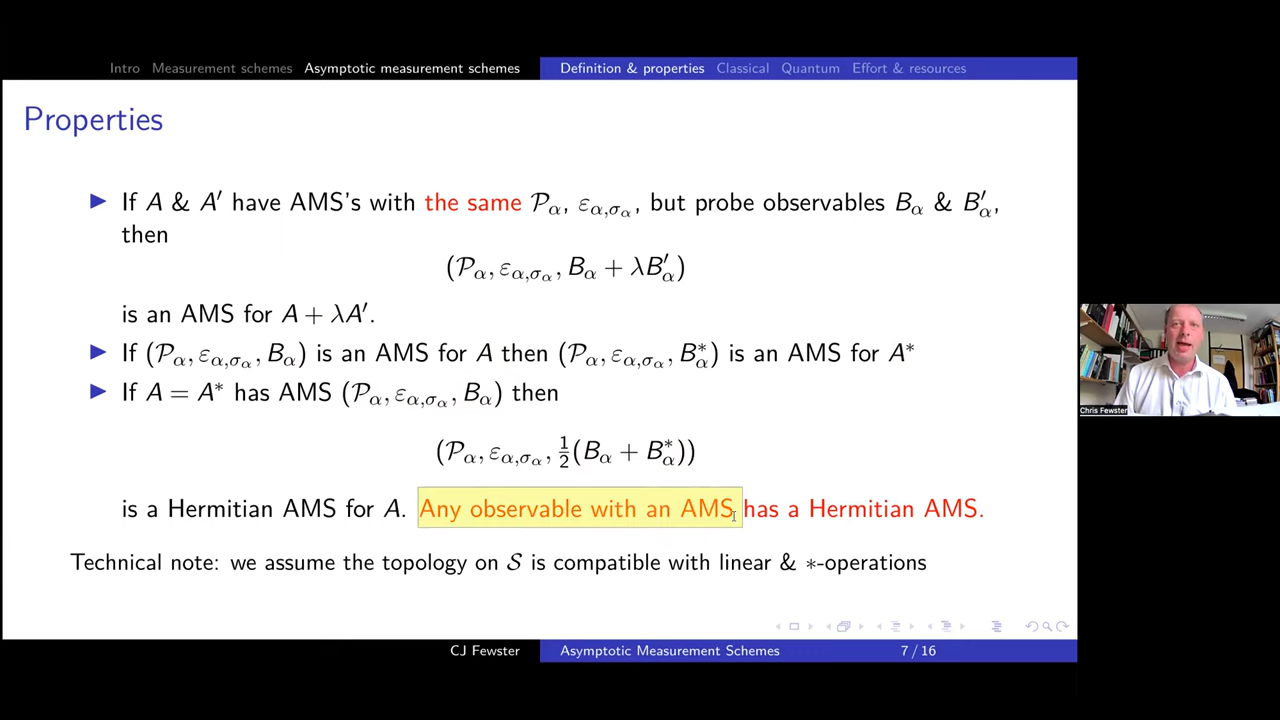 Intro Measurement schemes Asymptotic measurement schemes Definition & properties Classical Quantum Effort & resources
Properties
▶ If A & A′ have AMS's with the same 𝒫_α, ε_{α,σ_α}, but probe observables B_α & B′_α,
then
(𝒫_α, ε_{α,σ_α}, B_α + λB′_α)
is an AMS for A + λA′.
▶ If (𝒫_α, ε_{α,σ_α}, B_α) is an AMS for A then (𝒫_α, ε_{α,σ_α}, B*_α) is an AMS for A*
▶ If A = A* has AMS (𝒫_α, ε_{α,σ_α}, B_α) then
(𝒫_α, ε_{α,σ_α}, ½(B_α + B*_α))
is a Hermitian AMS for A. Any observable with an AMS has a Hermitian AMS.
Technical note: we assume the topology on 𝒮 is compatible with linear & ∗-operations
CJ Fewster Asymptotic Measurement Schemes 7 / 16
Chris Fewster